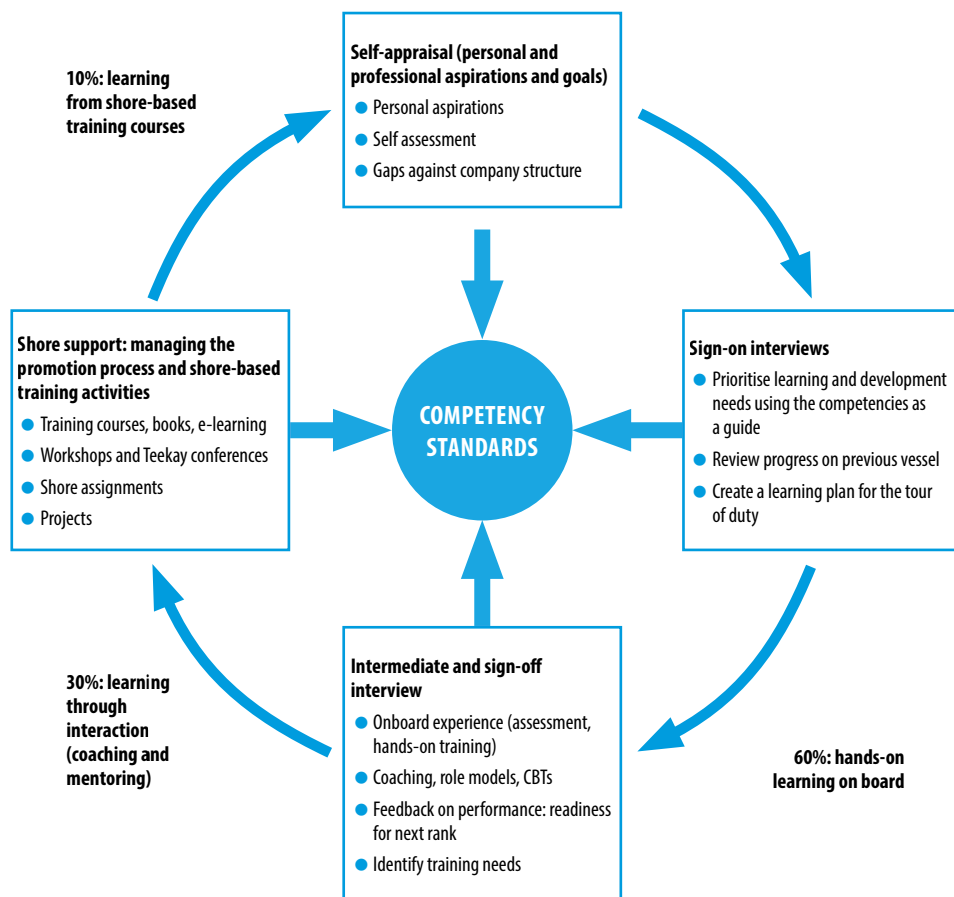 Self-appraisal (personal and
professional aspirations and goals)
Personal aspirations
Self assessment
Gaps against company structure
10%: learning
from shore-based
training courses
Shore support: managing the
promotion process and shore-based
training activities
Training courses, books, e-learning
Workshops and Teekay conferences
Shore assignments
Projects
COMPETENCY
STANDARDS
Sign-on interviews
Prioritise learning and development
needs using the competencies as
a guide
Review progress on previous vessel
Create a learning plan for the tour
of duty
30%: learning
through
interaction
(coaching and
mentoring)
Intermediate and sign-off
interview
Onboard experience (assessment,
hands-on training)
Coaching, role models, CBTs
Feedback on performance: readiness
for next rank
Identify training needs
60%: hands-on
learning on board